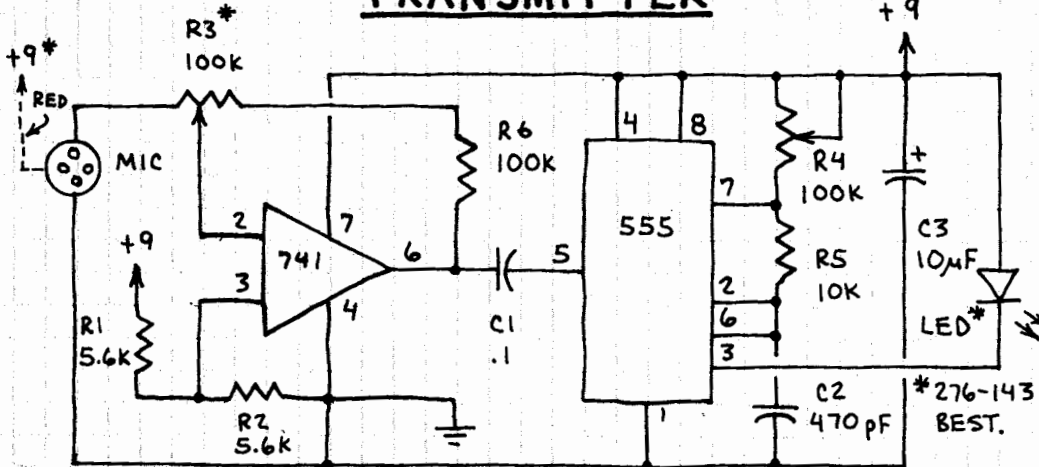 TRANSMITTER
+9
R3*
100K
+9*
RED
MIC
R6
100K
4
8
R4
100K
7
2
7
741
6
5
555
C3
10µF
+
+9
3
4
C1
.1
2
6
3
R5
10K
LED*
R1
5.6K
R2
5.6K
1
C2
470pF
*276-143
BEST.